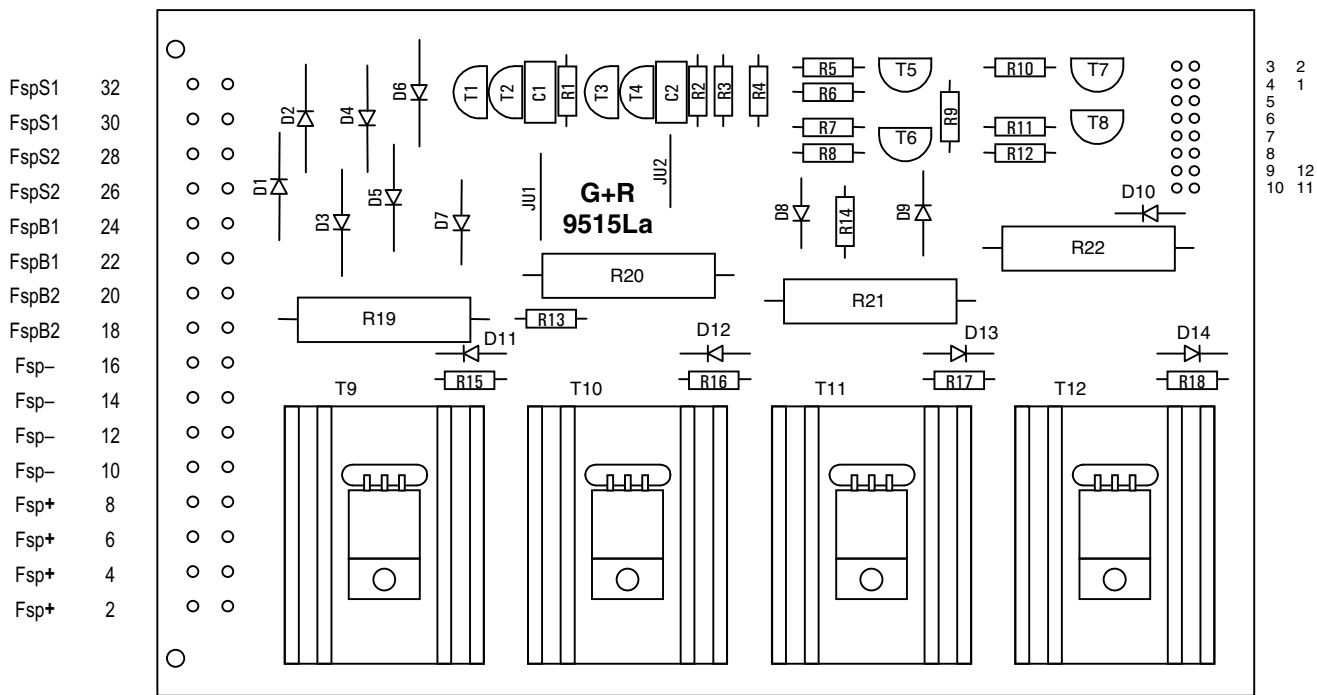 FspS1 32
FspS1 30
FspS2 28
FspS2 26
FspB1 24
FspB1 22
FspB2 20
FspB2 18
Fsp– 16
Fsp– 14
Fsp– 12
Fsp– 10
Fsp+ 8
Fsp+ 6
Fsp+ 4
Fsp+ 2
D1
D2
D3
D4
D5
D6
D7
T1
T2
C1
R1
T3
T4
C2
R2
R3
R4
JU1
JU2
G+R
9515La
R5
R6
R7
R8
T5
T6
R9
R10
R11
R12
T7
T8
D8
R14
D9
D10
R19
R20
R21
R22
R13
D11
R15
D12
R16
D13
R17
D14
R18
T9
T10
T11
T12
3 2
4 1
5
6
7
8
9 12
10 11